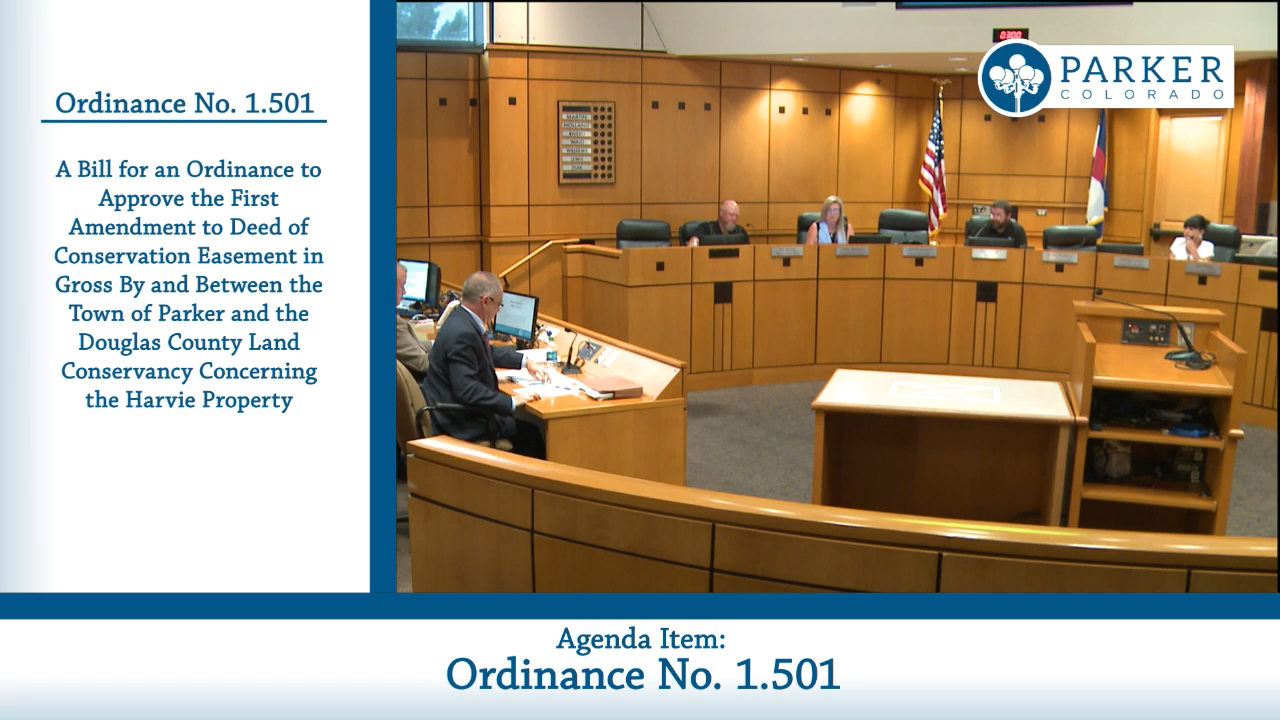 Ordinance No. 1.501
A Bill for an Ordinance to
Approve the First
Amendment to Deed of
Conservation Easement in
Gross By and Between the
Town of Parker and the
Douglas County Land
Conservancy Concerning
the Harvie Property
PARKER
COLORADO
Agenda Item:
Ordinance No. 1.501